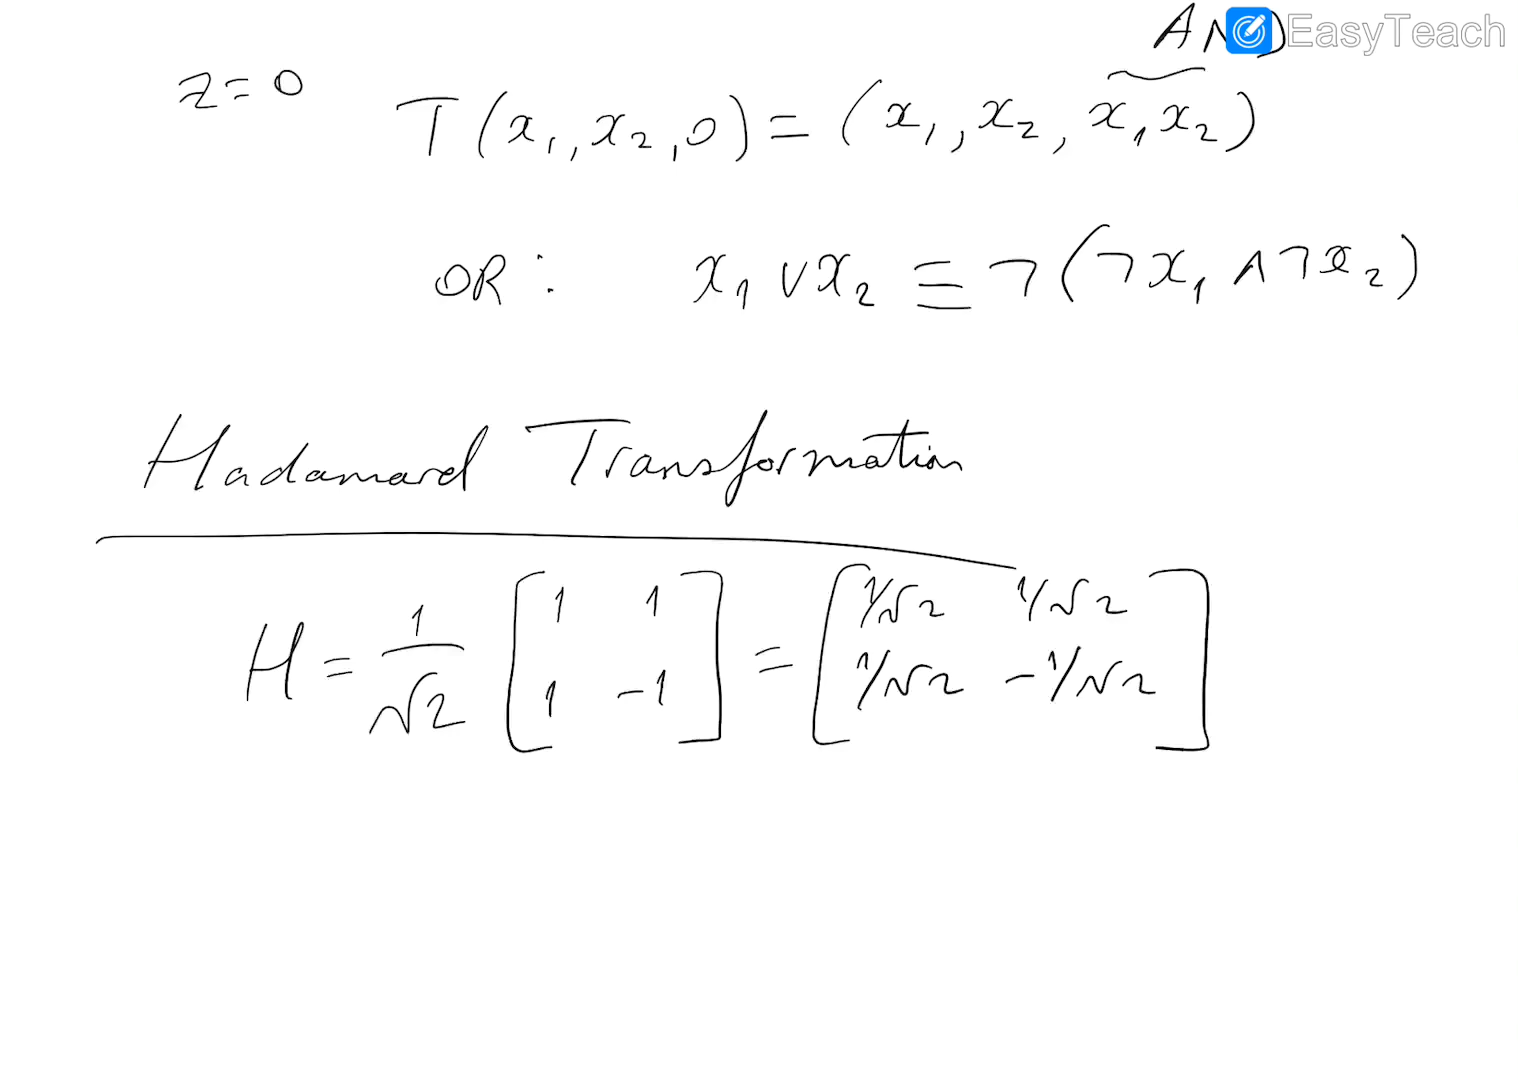 AND EasyTeach
z=0 T(x₁,x₂,0)=(x₁,x₂,x₁x₂)
OR: x₁∨x₂≡¬(¬x₁∧¬x₂)
Hadamard Transformation
H = 1/√2 [1 1; 1 -1] = [1/√2 1/√2; 1/√2 -1/√2]